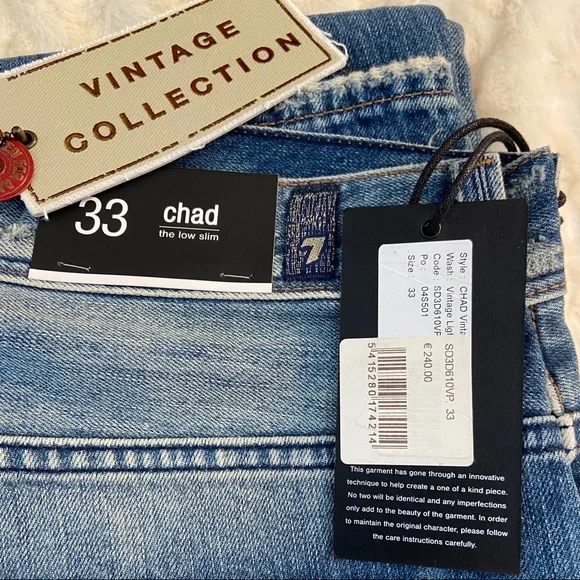 VINTAGE
COLLECTION
33
chad
the low slim
7
Style : CHAD Vinta
Wash : Vintage Ligh
Code : SD3D610VP
Po : 04S501
Size : 33
SD3D610VP. 33
€ 240.00
5415280174214
This garment has gone through an innovative
technique to help create a one of a kind piece.
No two will be identical and any imperfections
only add to the beauty of the garment. In order
to maintain the original character, please follow
the care instructions carefully.